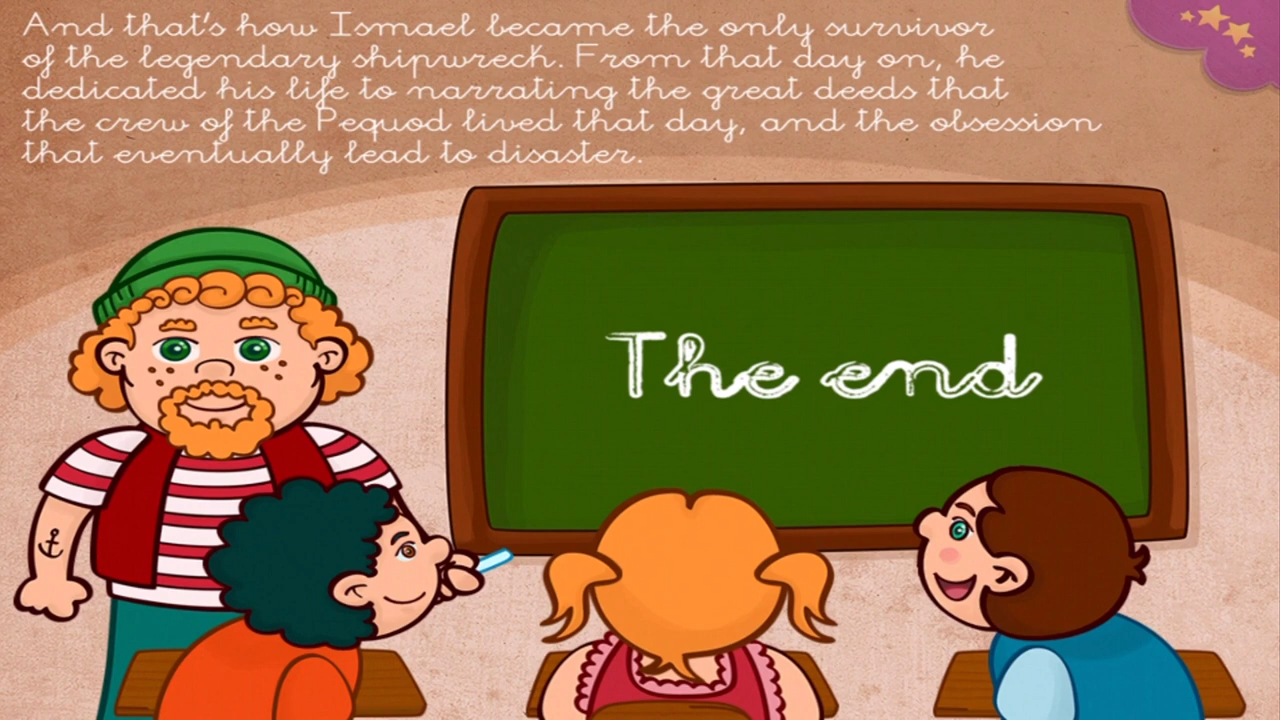 And that's how Ismael became the only survivor
of the legendary shipwreck. From that day on, he
dedicated his life to narrating the great deeds that
the crew of the Pequod lived that day, and the obsession
that eventually lead to disaster.
The end